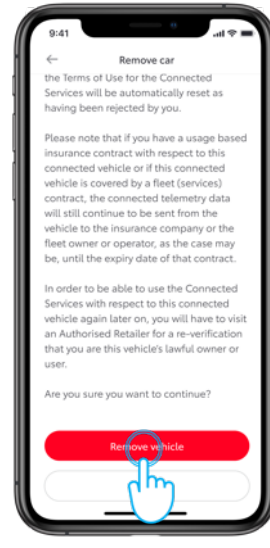 9:41
Remove car
the Terms of Use for the Connected
Services will be automatically reset as
having been rejected by you.
Please note that if you have a usage based
insurance contract with respect to this
connected vehicle or if this connected
vehicle is covered by a fleet (services)
contract, the connected telemetry data
will still continue to be sent from the
vehicle to the insurance company or the
fleet owner or operator, as the case may
be, until the expiry date of that contract.
In order to be able to use the Connected
Services with respect to this connected
vehicle again later on, you will have to visit
an Authorised Retailer for a re-verification
that you are this vehicle's lawful owner or
user.
Are you sure you want to continue?
Remove vehicle